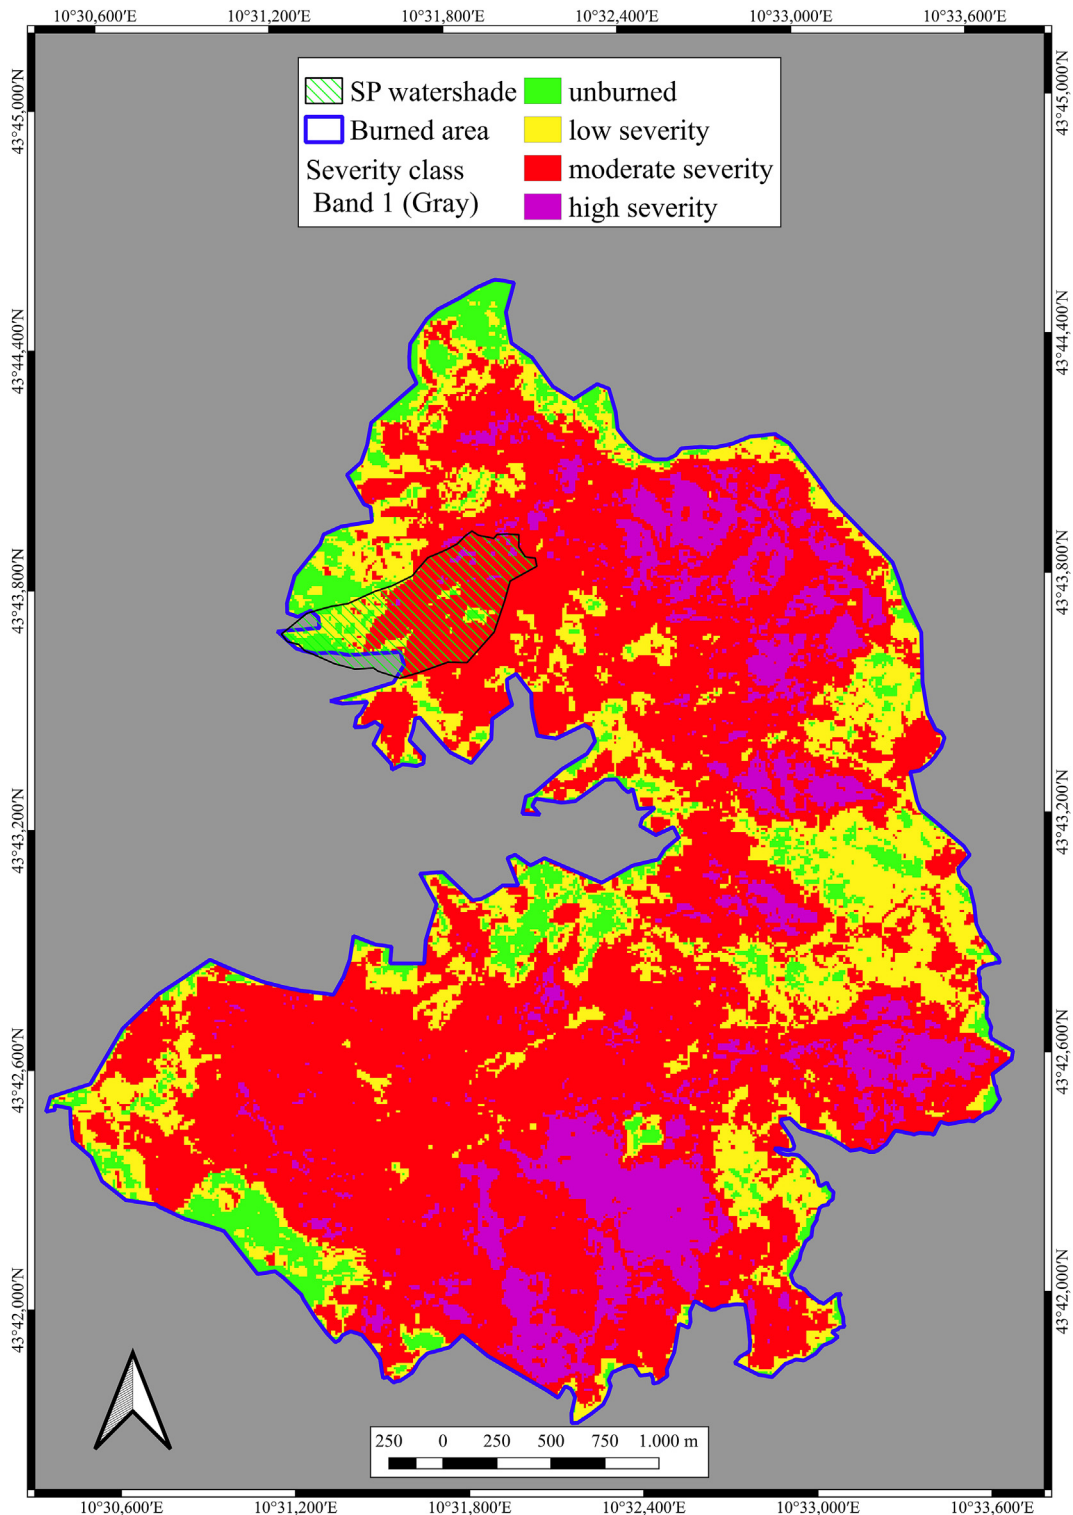 10°30,600′E 10°31,200′E 10°31,800′E 10°32,400′E 10°33,000′E 10°33,600′E
SP watershade
Burned area
Severity class
Band 1 (Gray)
unburned
low severity
moderate severity
high severity
43°45,000′N
43°44,400′N
43°43,800′N
43°43,200′N
43°42,600′N
43°42,000′N
43°45,000′N
43°44,400′N
43°43,800′N
43°43,200′N
43°42,600′N
43°42,000′N
250 0 250 500 750 1.000 m
10°30,600′E 10°31,200′E 10°31,800′E 10°32,400′E 10°33,000′E 10°33,600′E